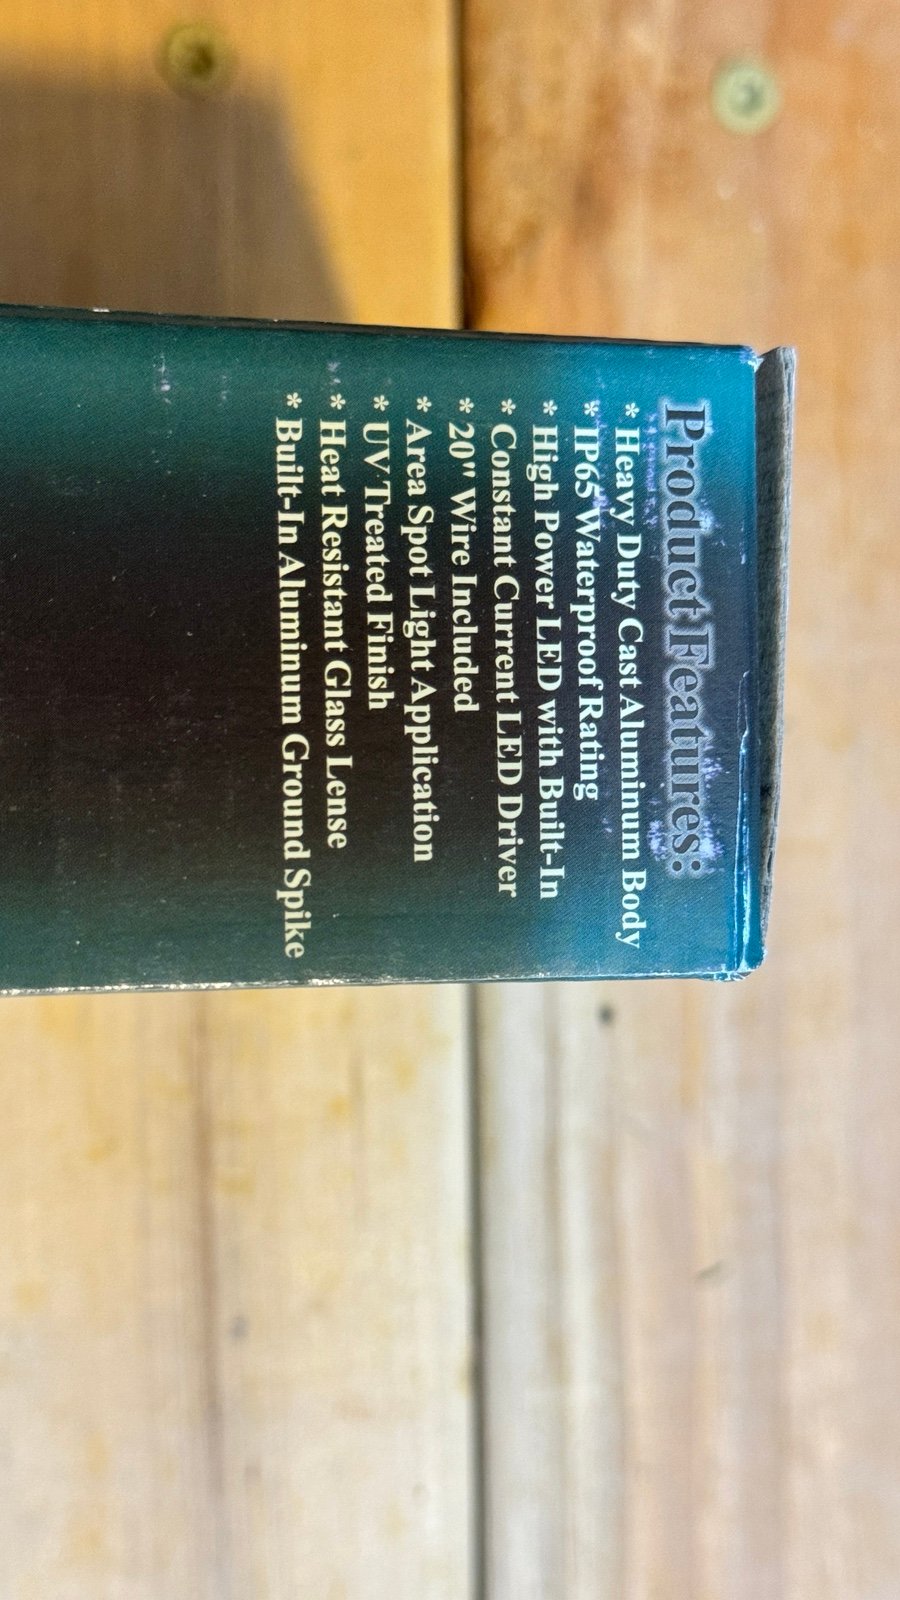 Product Features:
* Heavy Duty Cast Aluminum Body
* IP65 Waterproof Rating
* High Power LED with Built-In
* Constant Current LED Driver
* 20" Wire Included
* Area Spot Light Application
* UV Treated Finish
* Heat Resistant Glass Lense
* Built-In Aluminum Ground Spike